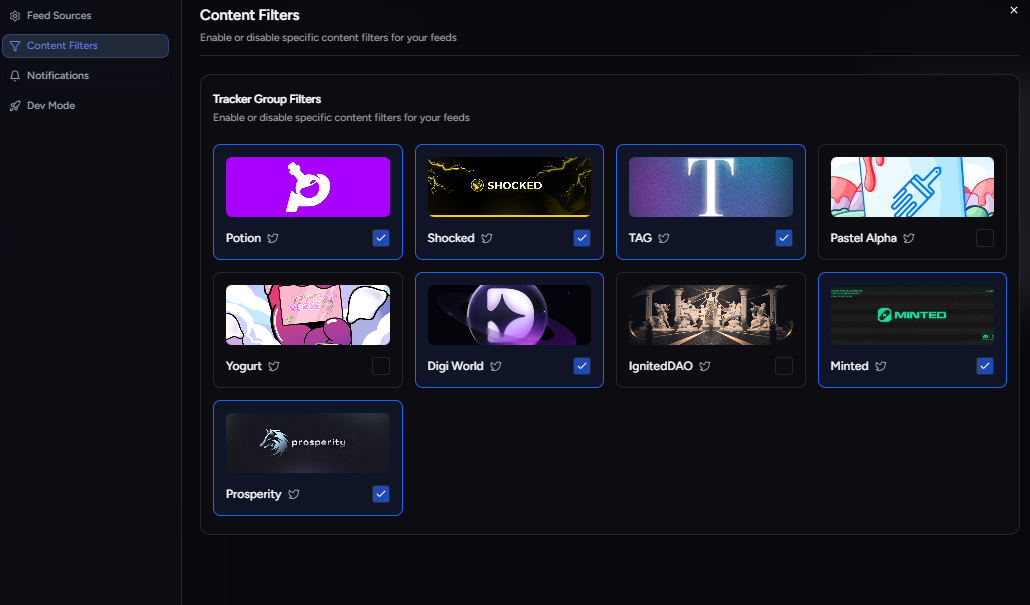 Feed Sources
Content Filters
Notifications
Dev Mode
Content Filters
Enable or disable specific content filters for your feeds
Tracker Group Filters
Enable or disable specific content filters for your feeds
SHOCKED
T
Potion
Shocked
TAG
Pastel Alpha
MINTED
Yogurt
Digi World
IgnitedDAO
Minted
prosperity
Prosperity